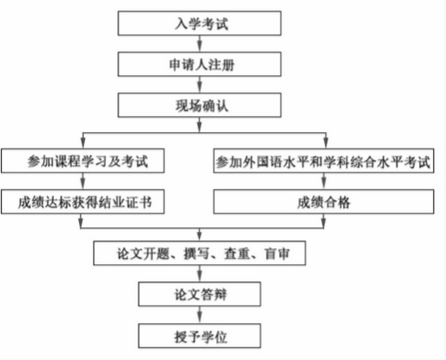 入学考试
申请人注册
现场确认
参加课程学习及考试
参加外国语水平和学科综合水平考试
成绩达标获得结业证书
成绩合格
论文开题、撰写、查重、盲审
论文答辩
授予学位